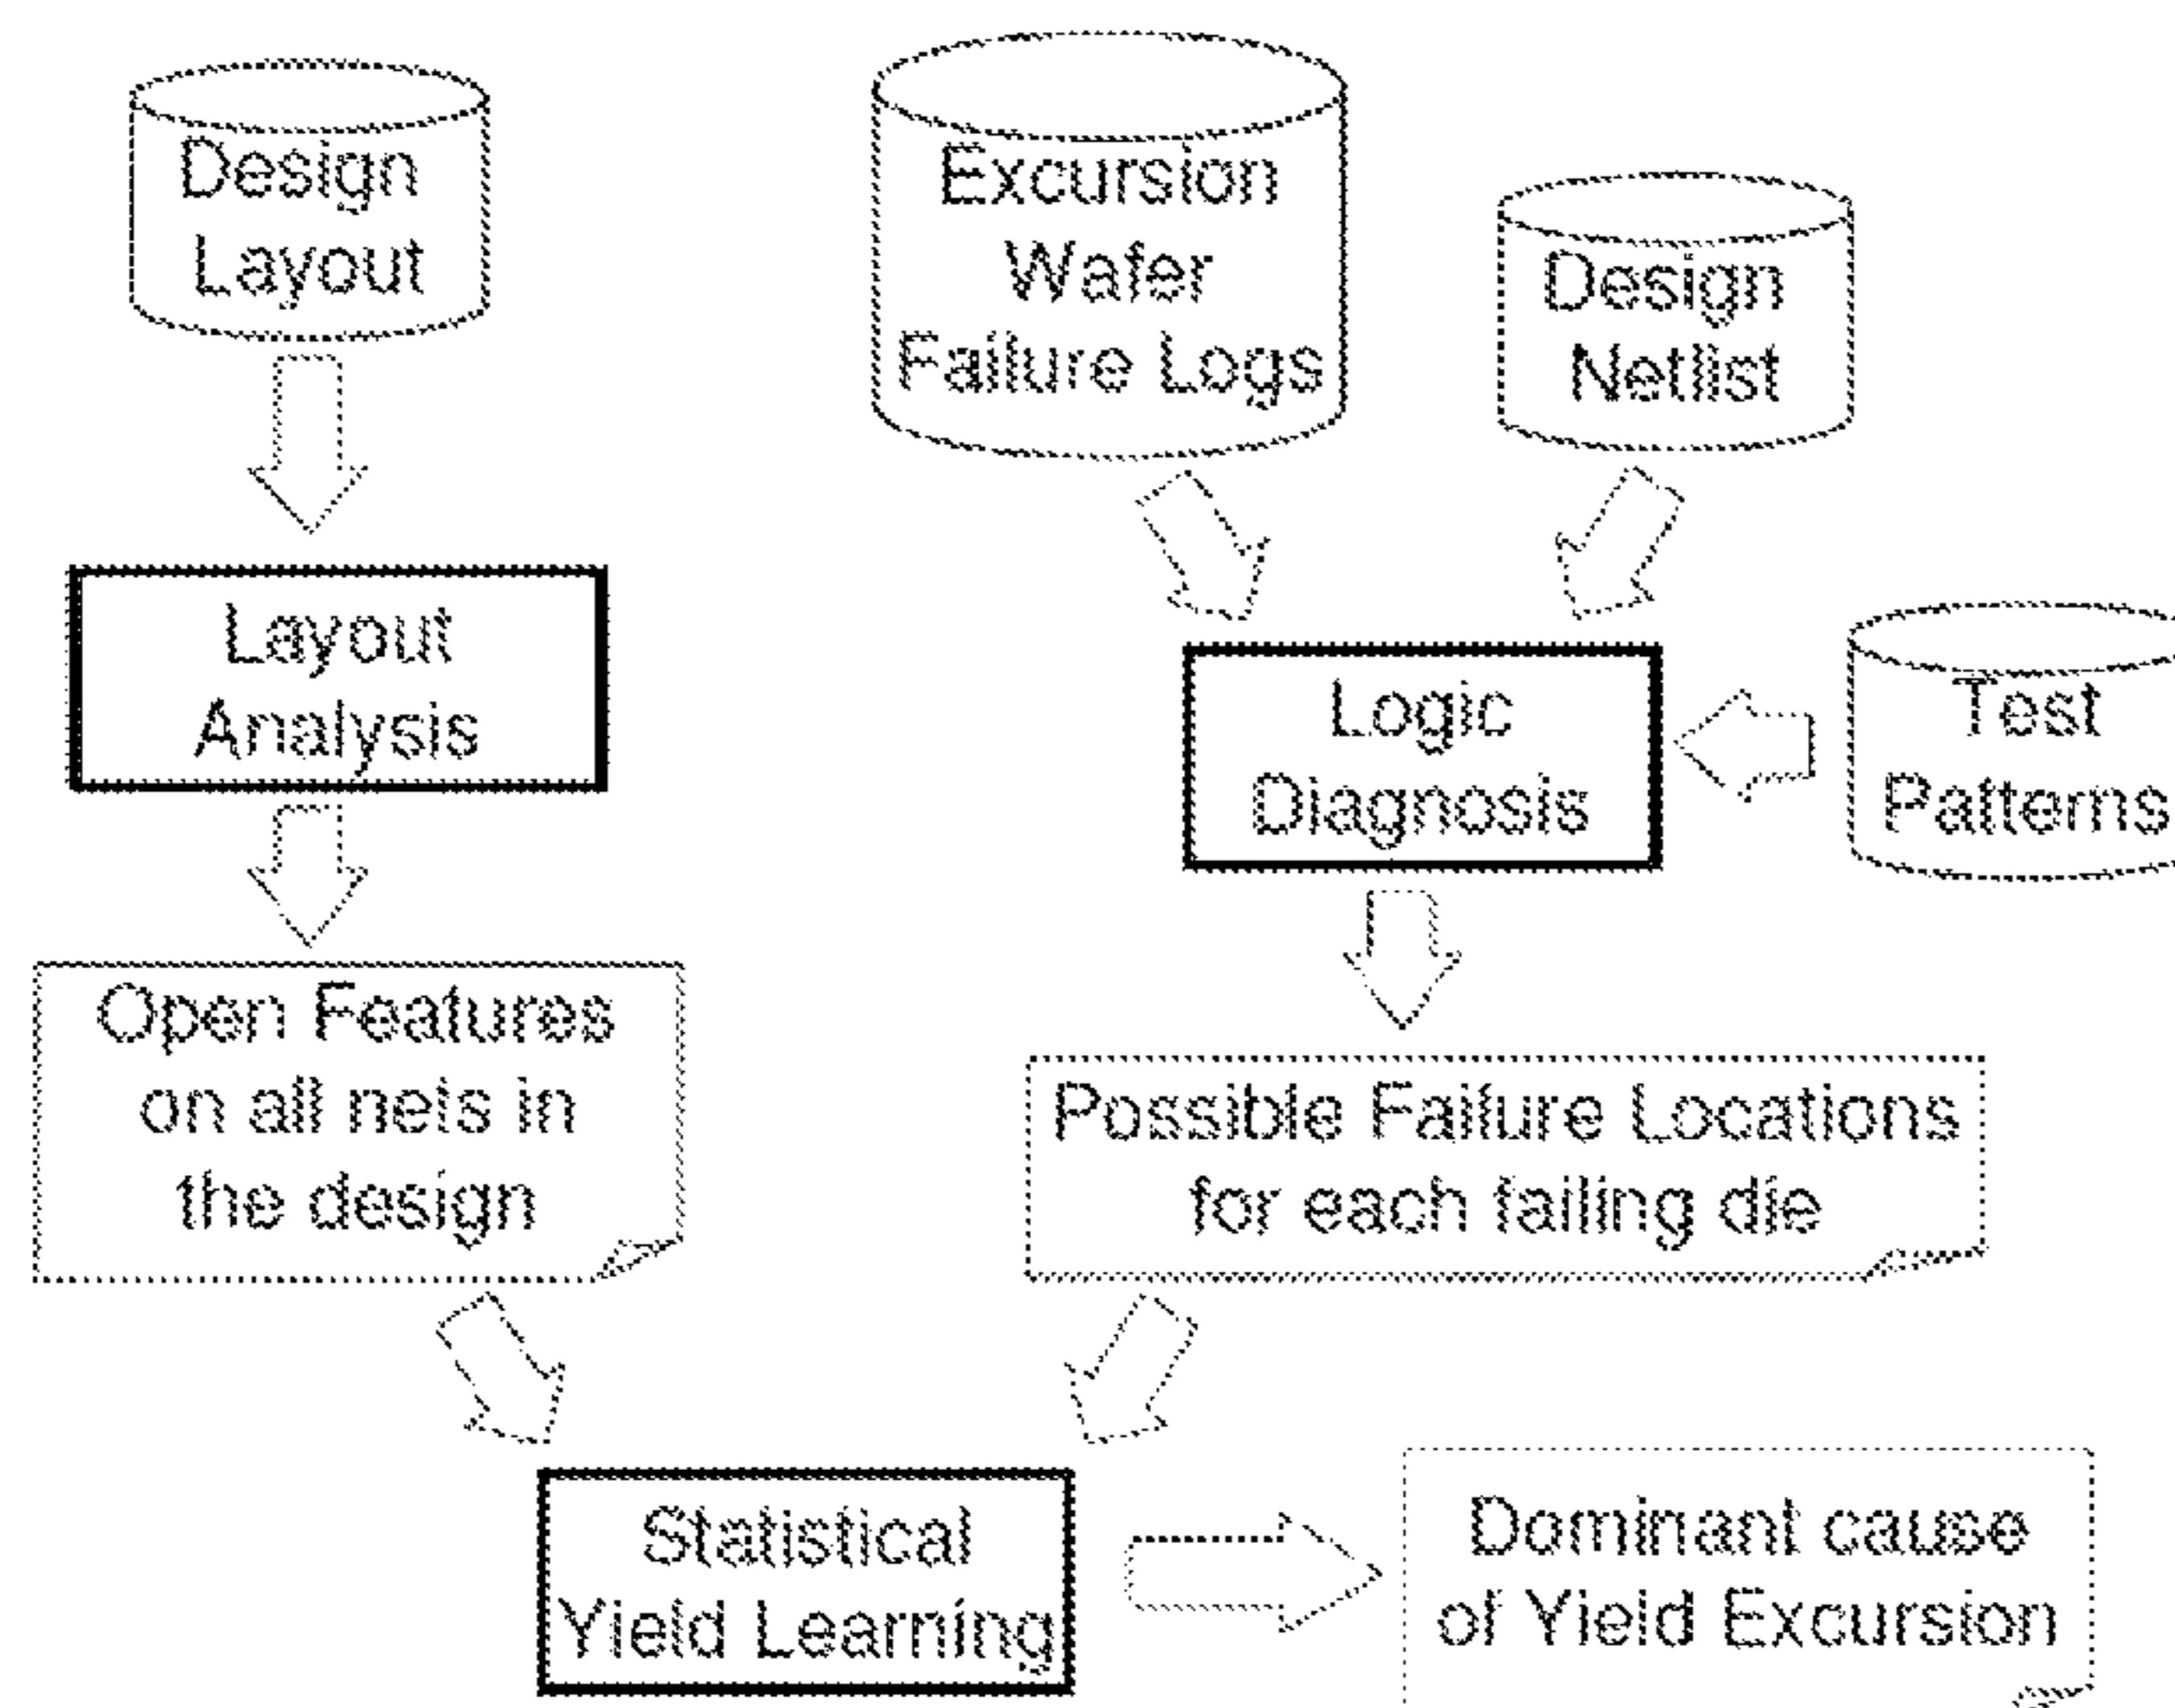 Design
Layout
Excursion
Wafer
Failure Logs
Design
Netlist
Layout
Analysis
Logic
Diagnosis
Test
Patterns
Open Features
on all nets in
the design
Possible Failure Locations
for each failing die
Statistical
Yield Learning
Dominant cause
of Yield Excursion